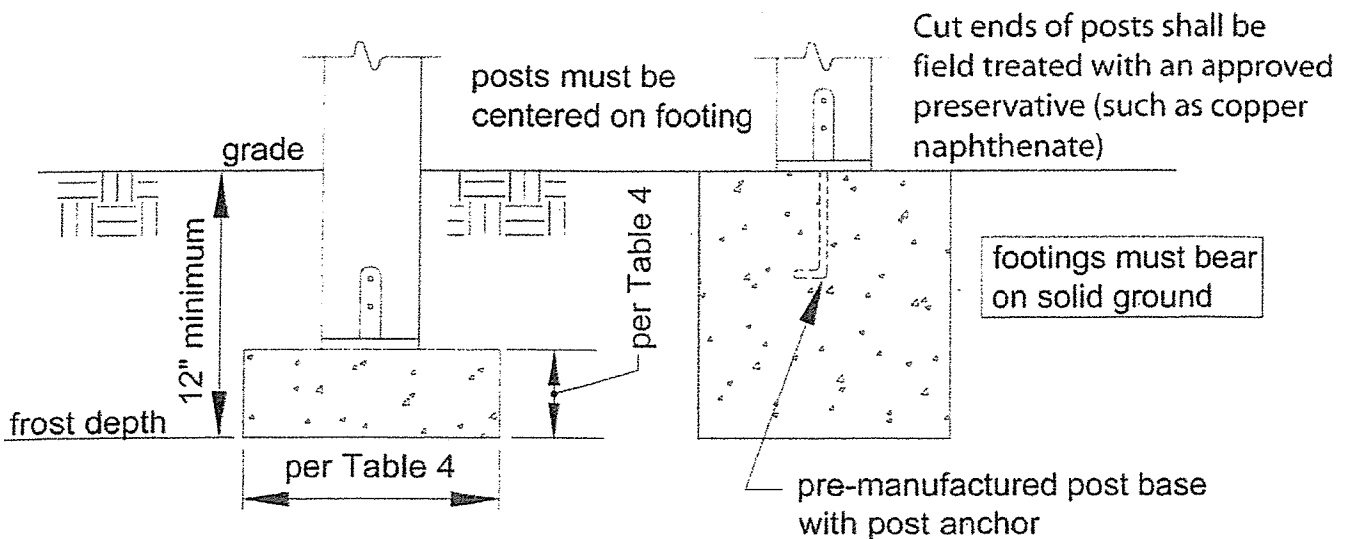 Cut ends of posts shall be
field treated with an approved
preservative (such as copper
naphthenate)
posts must be
centered on footing
grade
12" minimum
per Table 4
footings must bear
on solid ground
frost depth
per Table 4
pre-manufactured post base
with post anchor